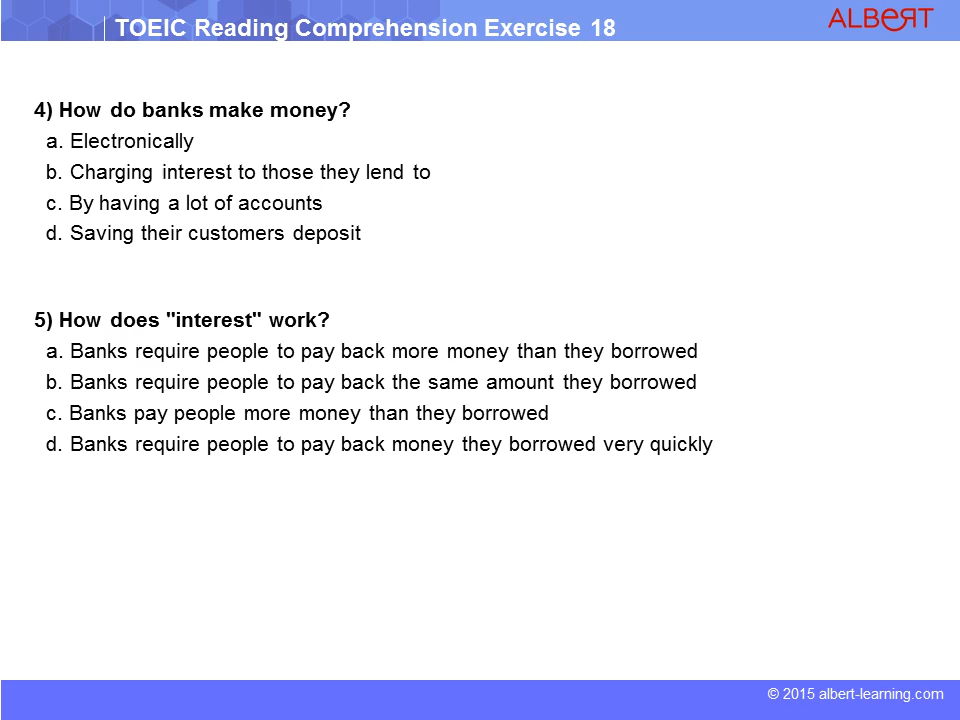 TOEIC Reading Comprehension Exercise 18
ALBERT
4) How do banks make money?
a. Electronically
b. Charging interest to those they lend to
c. By having a lot of accounts
d. Saving their customers deposit
5) How does "interest" work?
a. Banks require people to pay back more money than they borrowed
b. Banks require people to pay back the same amount they borrowed
c. Banks pay people more money than they borrowed
d. Banks require people to pay back money they borrowed very quickly
© 2015 albert-learning.com